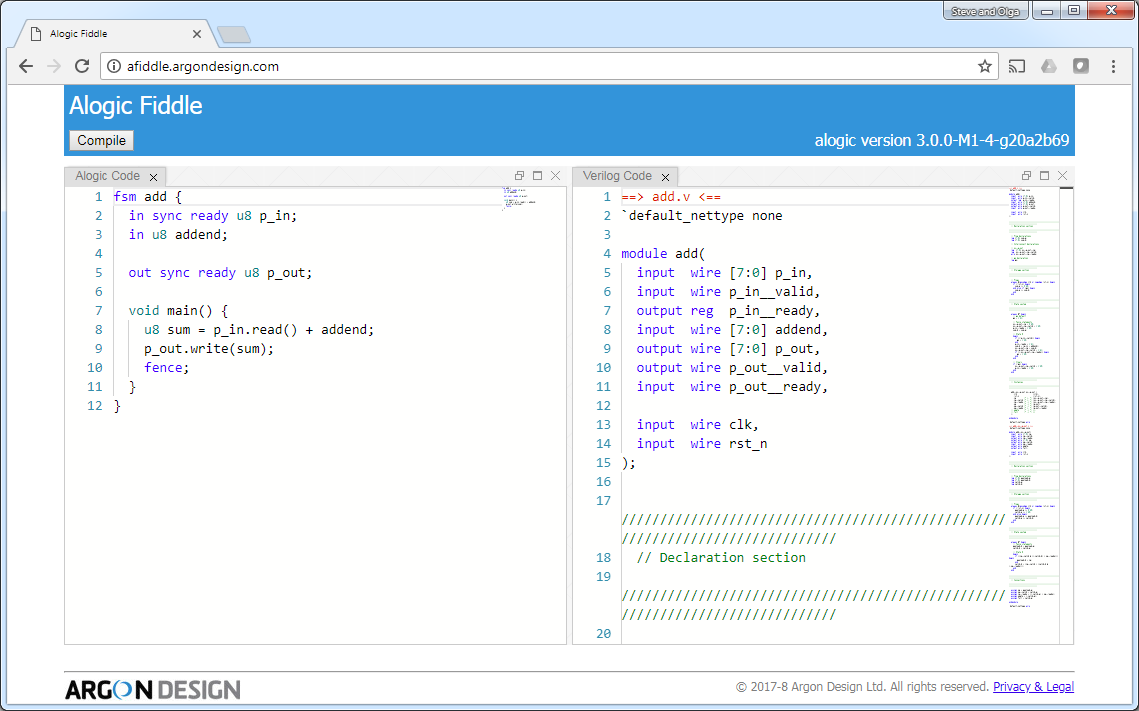 Steve and Olga
Alogic Fiddle
afiddle.argondesign.com
Alogic Fiddle
Compile
alogic version 3.0.0-M1-4-g20a2b69
Alogic Code
1 fsm add {
2 in sync ready u8 p_in;
3 in u8 addend;
4
5 out sync ready u8 p_out;
6
7 void main() {
8 u8 sum = p_in.read() + addend;
9 p_out.write(sum);
10 fence;
11 }
12 }
Verilog Code
1 ==> add.v <==
2 `default_nettype none
3
4 module add(
5 input wire [7:0] p_in,
6 input wire p_in__valid,
7 output reg p_in__ready,
8 input wire [7:0] addend,
9 output wire [7:0] p_out,
10 output wire p_out__valid,
11 input wire p_out__ready,
12
13 input wire clk,
14 input wire rst_n
15 );
16
17
//////////////////////////////////////////////////
////////////////////////////
18 // Declaration section
19
//////////////////////////////////////////////////
////////////////////////////
20
ARGON DESIGN
© 2017-8 Argon Design Ltd. All rights reserved. Privacy & Legal